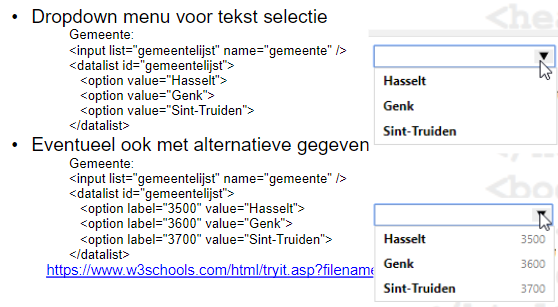 • Dropdown menu voor tekst selectie
Gemeente:
<input list="gemeentelijst" name="gemeente" />
<datalist id="gemeentelijst">
<option value="Hasselt">
<option value="Genk">
<option value="Sint-Truiden">
</datalist>
<he
Hasselt
Genk
Sint-Truiden
• Eventueel ook met alternatieve gegeven
Gemeente:
<input list="gemeentelijst" name="gemeente" />
<datalist id="gemeentelijst">
<option label="3500" value="Hasselt">
<option label="3600" value="Genk">
<option label="3700" value="Sint-Truiden">
</datalist>
https://www.w3schools.com/html/tryit.asp?filename
<bo
Hasselt 3500
Genk 3600
Sint-Truiden 3700